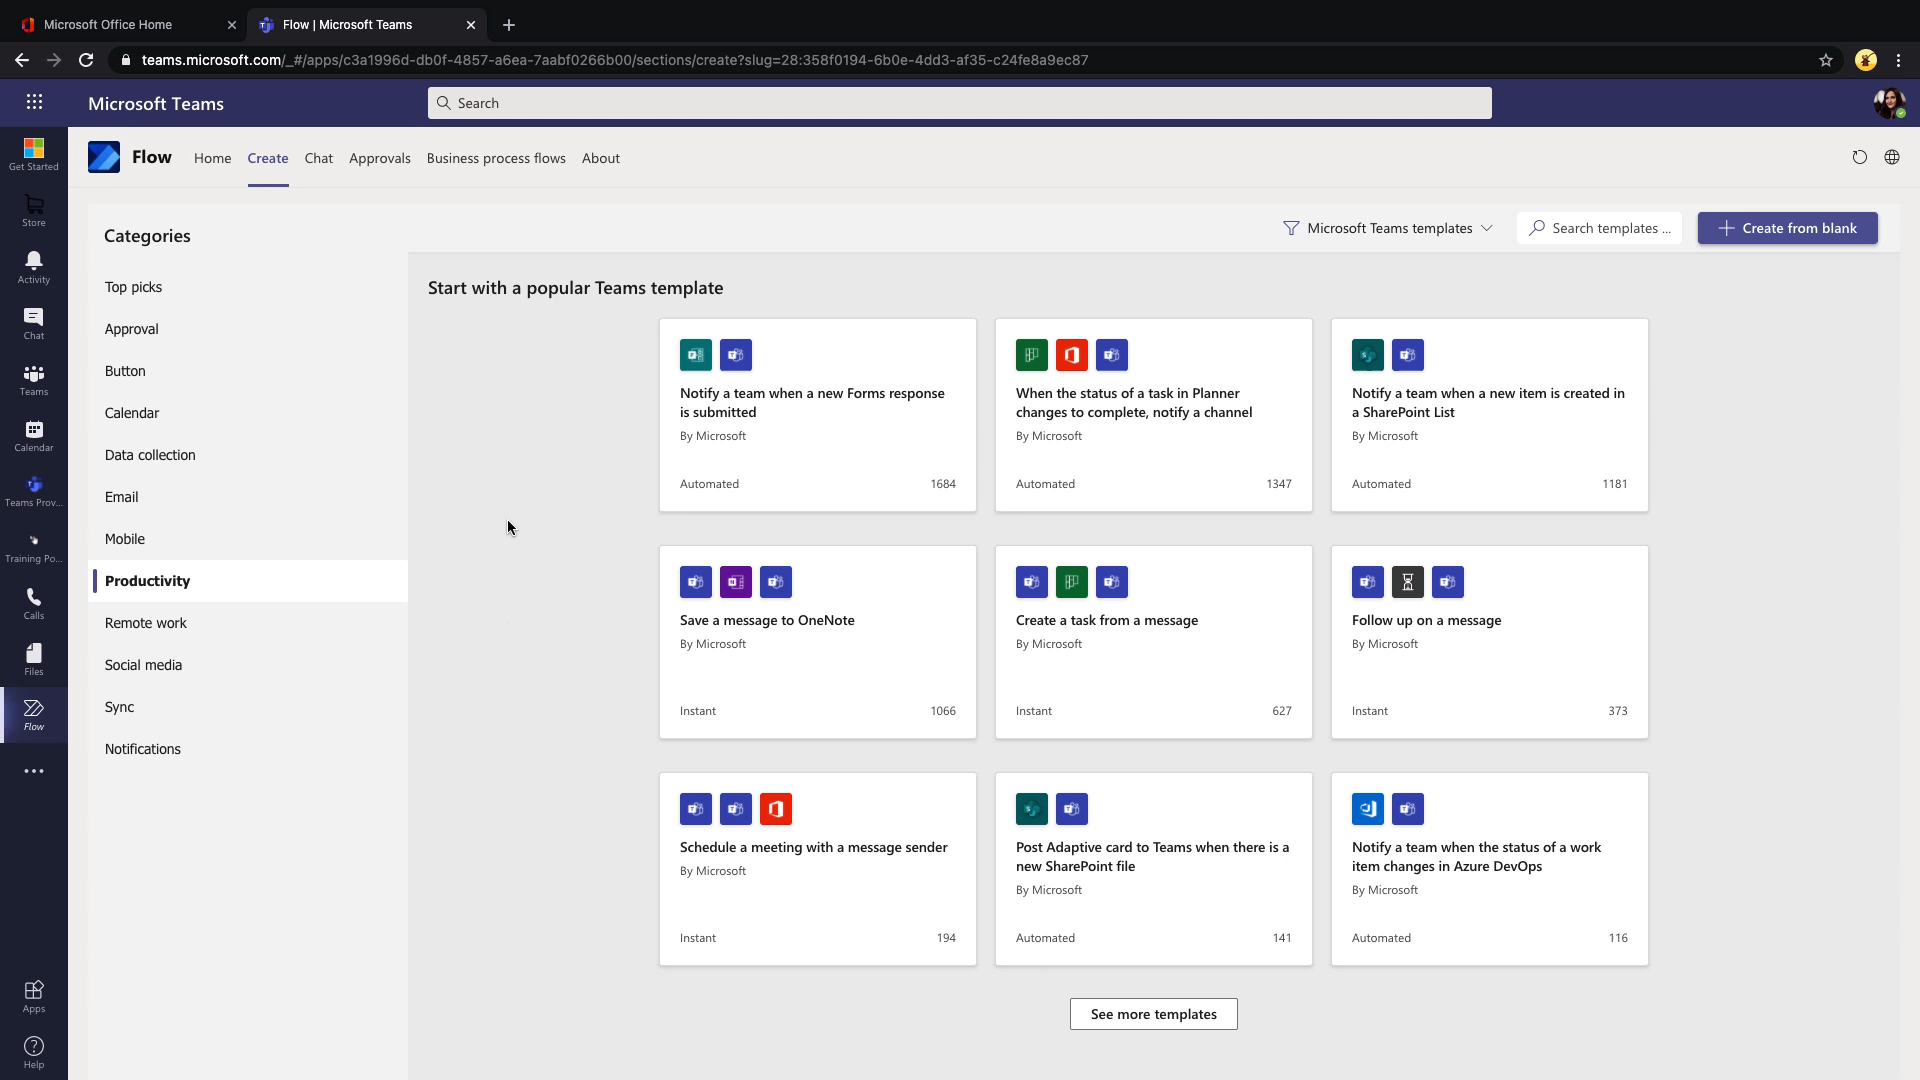 Microsoft Office Home
Flow | Microsoft Teams
teams.microsoft.com/_#/apps/c3a1996d-db0f-4857-a6ea-7aabf0266b00/sections/create?slug=28:358f0194-6b0e-4dd3-af35-c24fe8a9ec87
Microsoft Teams
Search
Get Started
Store
Activity
Chat
Teams
Calendar
Teams Prov...
Training Po...
Calls
Files
Flow
Apps
Help
Flow
Home
Create
Chat
Approvals
Business process flows
About
Categories
Top picks
Approval
Button
Calendar
Data collection
Email
Mobile
Productivity
Remote work
Social media
Sync
Notifications
Microsoft Teams templates
Search templates ...
Create from blank
Start with a popular Teams template
Notify a team when a new Forms response
is submitted
By Microsoft
Automated 1684
When the status of a task in Planner
changes to complete, notify a channel
By Microsoft
Automated 1347
Notify a team when a new item is created in
a SharePoint List
By Microsoft
Automated 1181
Save a message to OneNote
By Microsoft
Instant 1066
Create a task from a message
By Microsoft
Instant 627
Follow up on a message
By Microsoft
Instant 373
Schedule a meeting with a message sender
By Microsoft
Instant 194
Post Adaptive card to Teams when there is a
new SharePoint file
By Microsoft
Automated 141
Notify a team when the status of a work
item changes in Azure DevOps
By Microsoft
Automated 116
See more templates